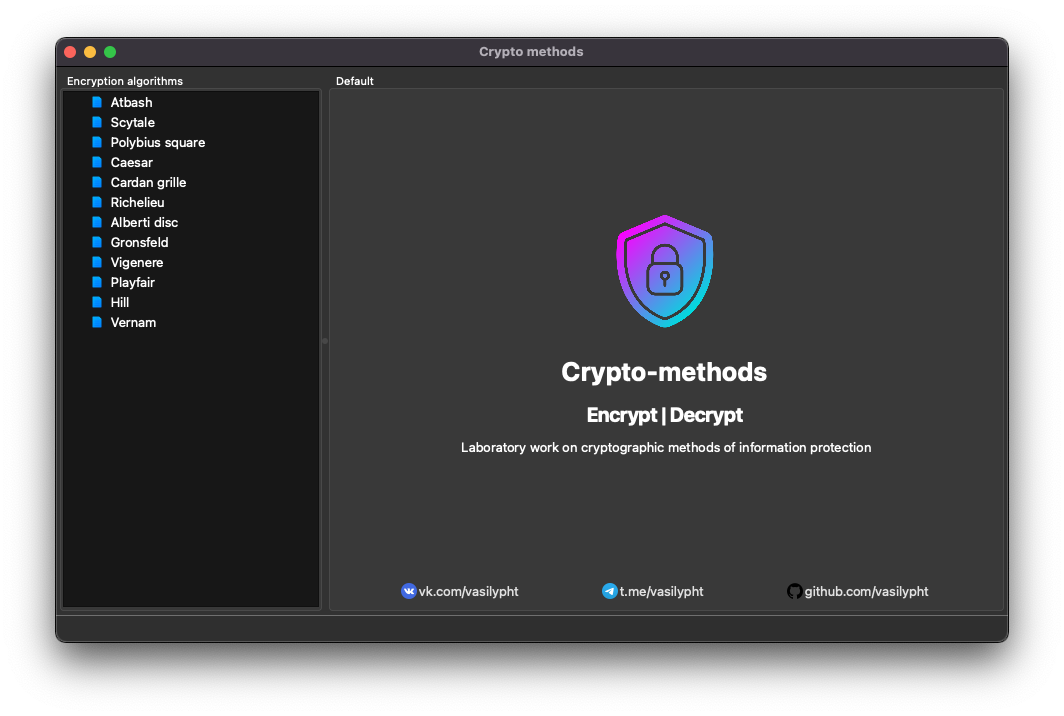 Crypto methods
Encryption algorithms
Atbash
Scytale
Polybius square
Caesar
Cardan grille
Richelieu
Alberti disc
Gronsfeld
Vigenere
Playfair
Hill
Vernam
Default
Crypto-methods
Encrypt | Decrypt
Laboratory work on cryptographic methods of information protection
vk.com/vasilypht
t.me/vasilypht
github.com/vasilypht